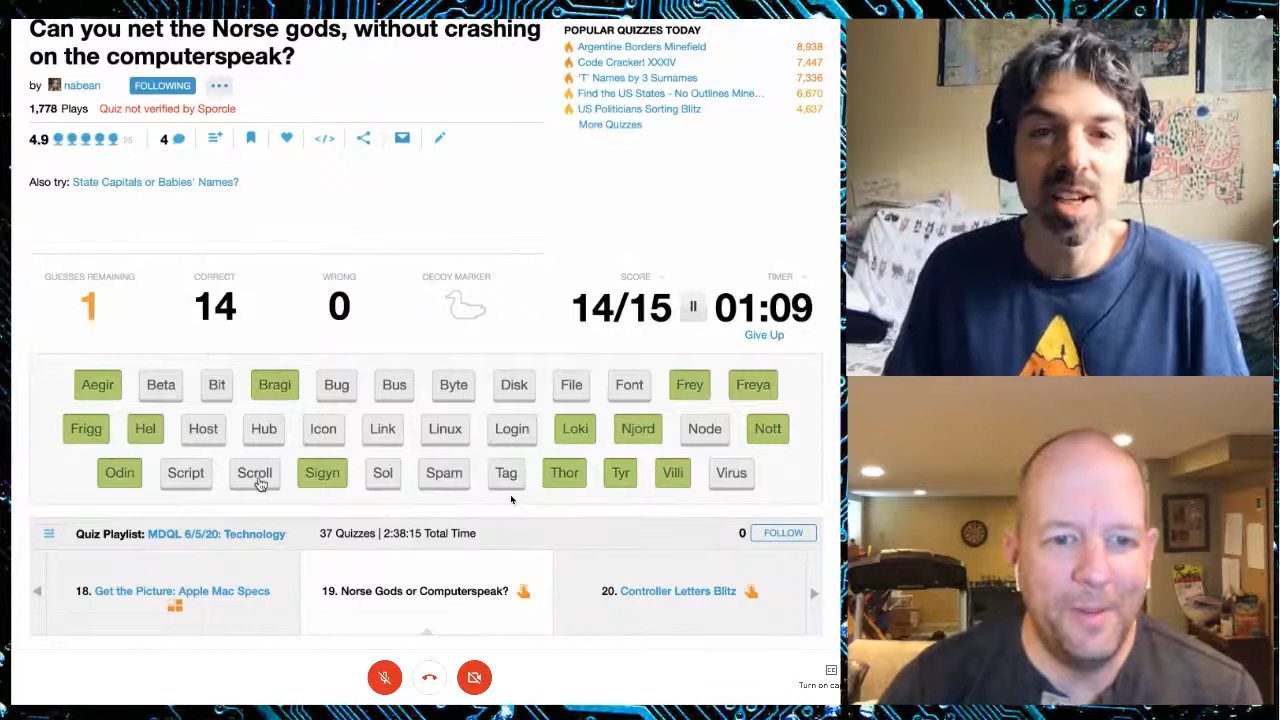 Can you net the Norse gods, without crashing
on the computerspeak?
by nabean FOLLOWING
1,778 Plays Quiz not verified by Sporcle
4.9 25 4 </>
Also try: State Capitals or Babies' Names?
POPULAR QUIZZES TODAY
Argentine Borders Minefield 8,938
Code Cracker! XXXIV 7,447
'T' Names by 3 Surnames 7,336
Find the US States - No Outlines Mine... 6,670
US Politicians Sorting Blitz 4,637
More Quizzes
GUESSES REMAINING CORRECT WRONG DECOY MARKER SCORE TIMER
1 14 0 14/15 01:09
Give Up
Aegir Beta Bit Bragi Bug Bus Byte Disk File Font Frey Freya
Frigg Hel Host Hub Icon Link Linux Login Loki Njord Node Nott
Odin Script Scroll Sigyn Sol Spam Tag Thor Tyr Villi Virus
Quiz Playlist: MDQL 6/5/20: Technology 37 Quizzes | 2:38:15 Total Time 0 FOLLOW
18. Get the Picture: Apple Mac Specs 19. Norse Gods or Computerspeak? 20. Controller Letters Blitz
CC
Turn on ca